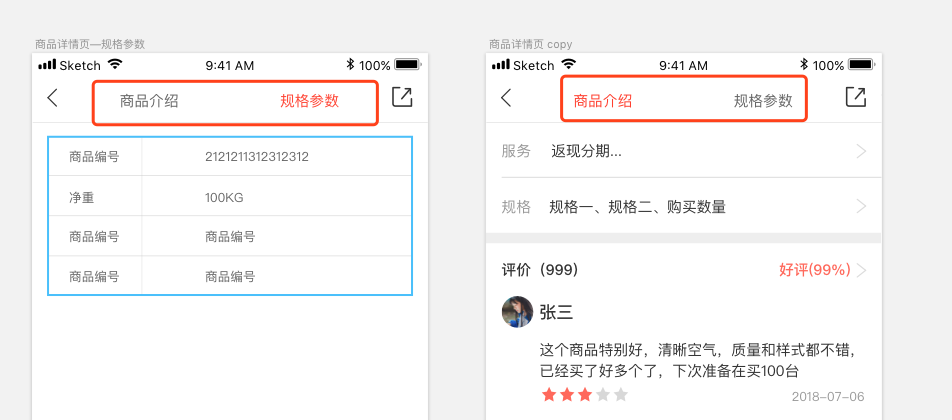 商品详情页—规格参数
Sketch 9:41 AM 100%
商品介绍 规格参数
商品编号 2121211312312312
净重 100KG
商品编号 商品编号
商品编号 商品编号
商品详情页 copy
Sketch 9:41 AM 100%
商品介绍 规格参数
服务 返现分期...
规格 规格一、规格二、购买数量
评价（999） 好评(99%)
张三
这个商品特别好，清晰空气，质量和样式都不错，
已经买了好多个了，下次准备在买100台
2018-07-06